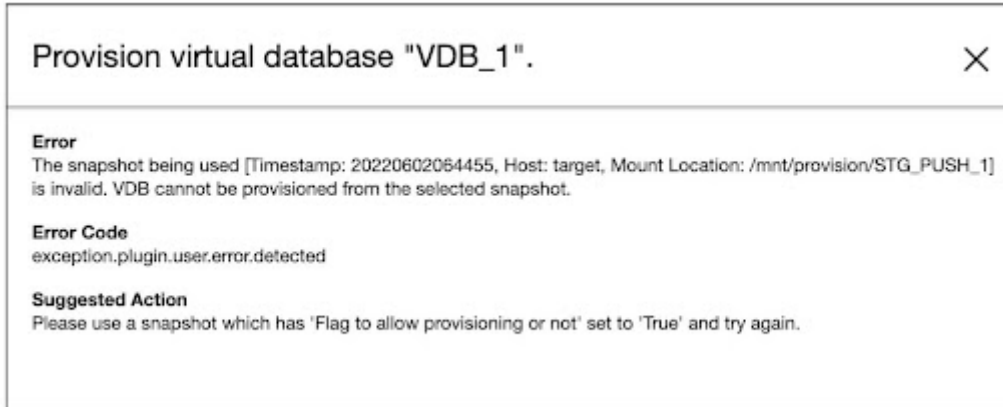 Provision virtual database "VDB_1".
Error
The snapshot being used [Timestamp: 20220602064455, Host: target, Mount Location: /mnt/provision/STG_PUSH_1]
is invalid. VDB cannot be provisioned from the selected snapshot.
Error Code
exception.plugin.user.error.detected
Suggested Action
Please use a snapshot which has 'Flag to allow provisioning or not' set to 'True' and try again.